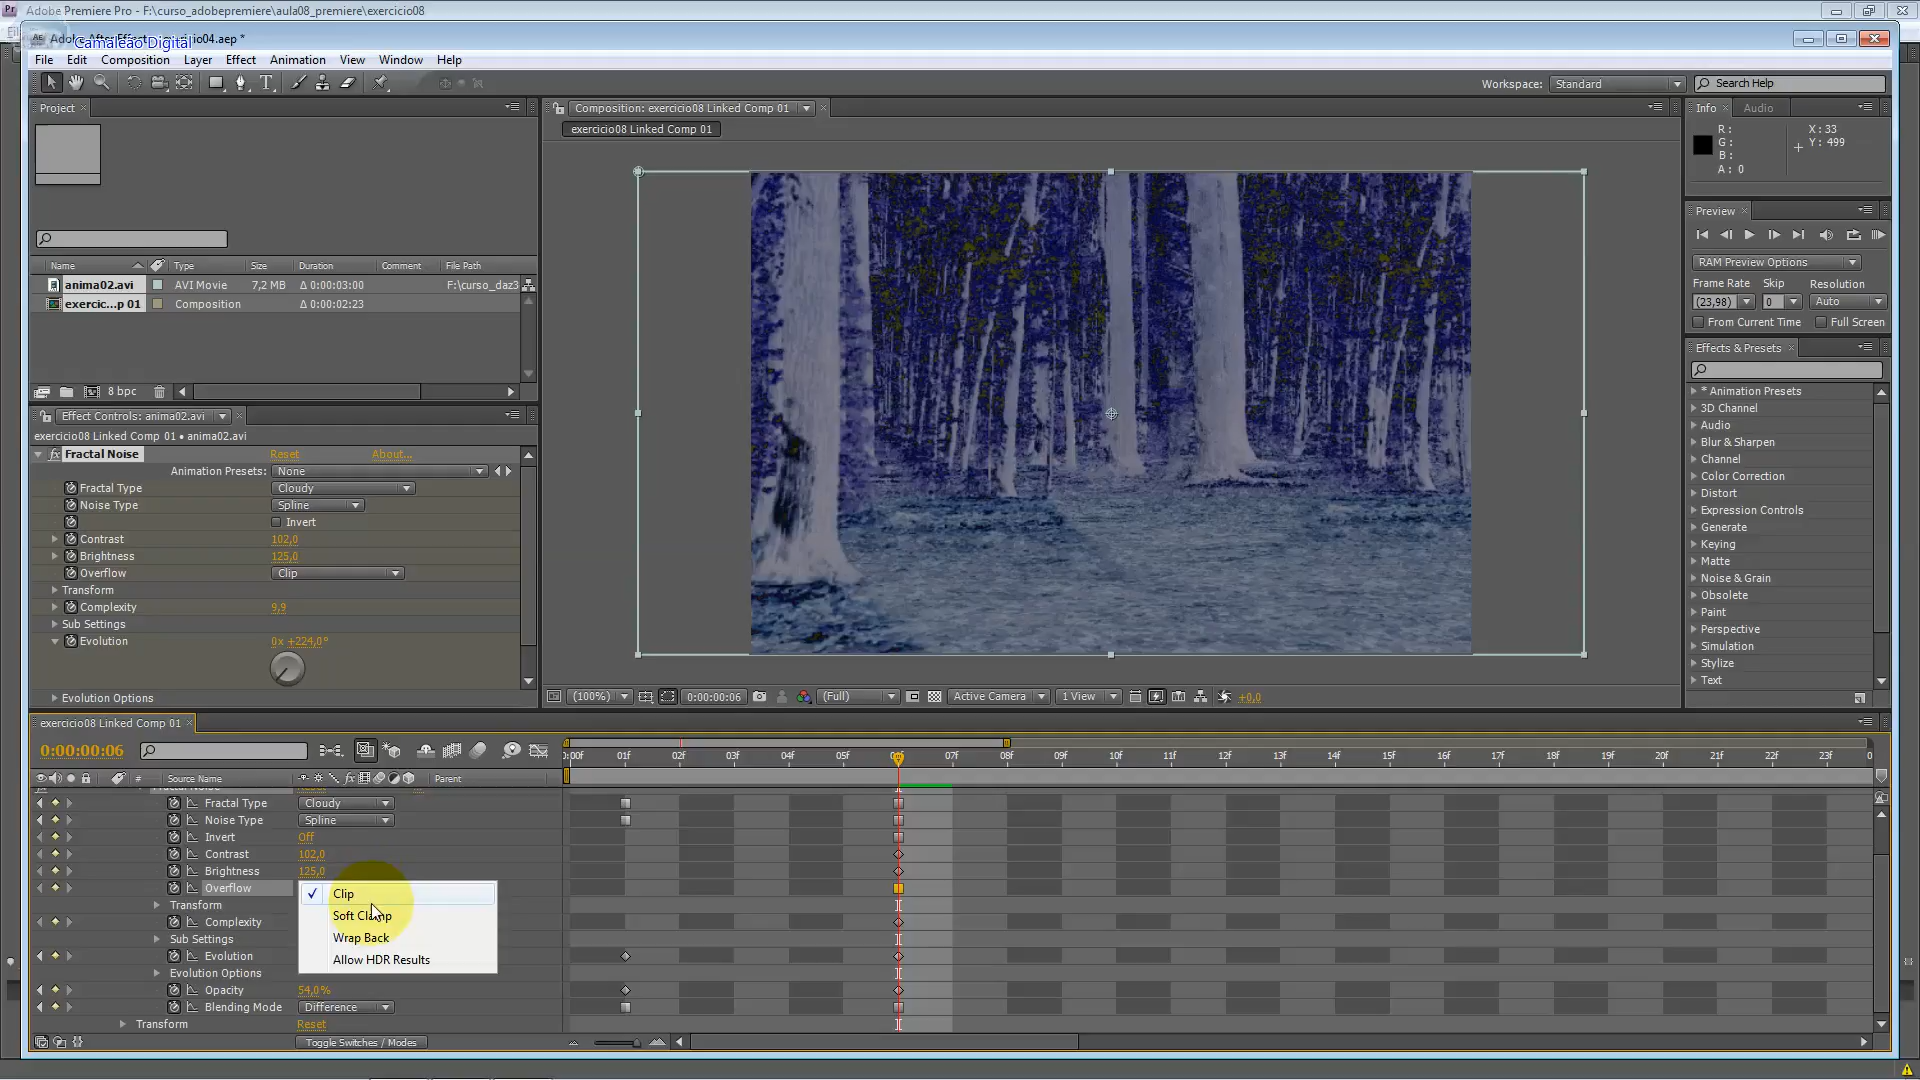 Adobe Premiere Pro - F:\curso_adobepremiere\aula08_premiere\exercicio08
Camaleão Digital
File Edit Composition Layer Effect Animation View Window Help
Workspace: Standard Search Help
Project
Name Type Size Duration Comment File Path
anima02.avi AVI Movie 7,2 MB Δ 0:00:03:00 F:\curso_daz3
exercic...p 01 Composition Δ 0:00:02:23
8 bpc
Effect Controls: anima02.avi
exercicio08 Linked Comp 01 • anima02.avi
Fractal Noise Reset About...
Animation Presets: None
Fractal Type Cloudy
Noise Type Spline
Invert
Contrast 102,0
Brightness 125,0
Overflow Clip
Transform
Complexity 9,9
Sub Settings
Evolution 0x +224,0°
Evolution Options
Composition: exercicio08 Linked Comp 01
exercicio08 Linked Comp 01
(100%) 0:00:00:06 (Full) Active Camera 1 View +0,0
Info Audio
R: X: 33
G: Y: 499
B:
A: 0
Preview
RAM Preview Options
Frame Rate Skip Resolution
(23,98) 0 Auto
From Current Time Full Screen
Effects & Presets
* Animation Presets
3D Channel
Audio
Blur & Sharpen
Channel
Color Correction
Distort
Expression Controls
Generate
Keying
Matte
Noise & Grain
Obsolete
Paint
Perspective
Simulation
Stylize
Text
exercicio08 Linked Comp 01
0:00:00:06
:00f 01f 02f 03f 04f 05f 07f 08f 09f 10f 11f 12f 13f 14f 15f 16f 17f 18f 19f 20f 21f 22f 23f 0
# Source Name Parent
Fractal Type Cloudy
Noise Type Spline
Invert Off
Contrast 102,0
Brightness 125,0
Overflow
Clip
Soft Clamp
Wrap Back
Allow HDR Results
Transform
Complexity
Sub Settings
Evolution
Evolution Options
Opacity 54,0%
Blending Mode Difference
Transform Reset
Toggle Switches / Modes